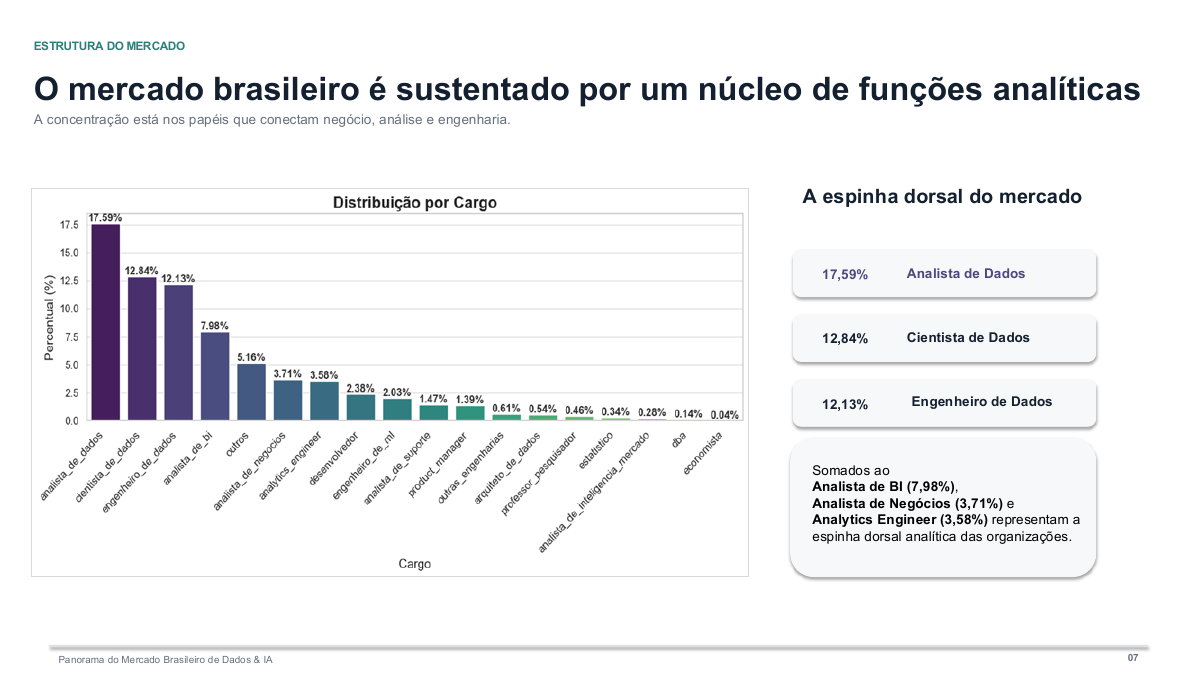 ESTRUTURA DO MERCADO
O mercado brasileiro é sustentado por um núcleo de funções analíticas
A concentração está nos papéis que conectam negócio, análise e engenharia.
Distribuição por Cargo
Percentual (%)
17.5
15.0
12.5
10.0
7.5
5.0
2.5
0.0
17.59%
12.84%
12.13%
7.98%
5.16%
3.71%
3.58%
2.38%
2.03%
1.47%
1.39%
0.61%
0.54%
0.46%
0.34%
0.28%
0.14%
0.04%
analista_de_dados
cientista_de_dados
engenheiro_de_dados
analista_de_bi
outros
analista_de_negocios
analytics_engineer
desenvolvedor
engenheiro_de_ml
analista_de_suporte
product_manager
outras_engenharias
arquiteto_de_dados
professor_pesquisador
estatistico
analista_de_inteligencia_mercado
dba
economista
Cargo
A espinha dorsal do mercado
17,59% Analista de Dados
12,84% Cientista de Dados
12,13% Engenheiro de Dados
Somados ao
Analista de BI (7,98%),
Analista de Negócios (3,71%) e
Analytics Engineer (3,58%) representam a
espinha dorsal analítica das organizações.
Panorama do Mercado Brasileiro de Dados & IA
07